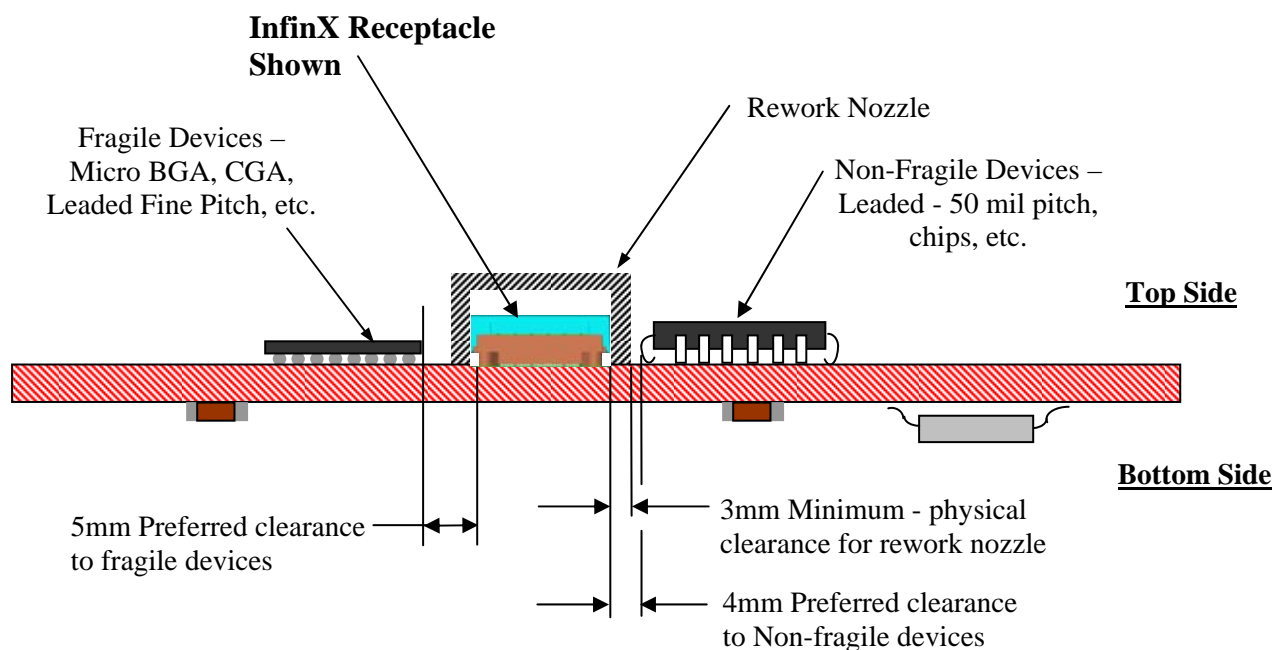 InfinX Receptacle
Shown
Rework Nozzle
Fragile Devices –
Micro BGA, CGA,
Leaded Fine Pitch, etc.
Non-Fragile Devices –
Leaded - 50 mil pitch,
chips, etc.
Top Side
Bottom Side
5mm Preferred clearance
to fragile devices
3mm Minimum - physical
clearance for rework nozzle
4mm Preferred clearance
to Non-fragile devices